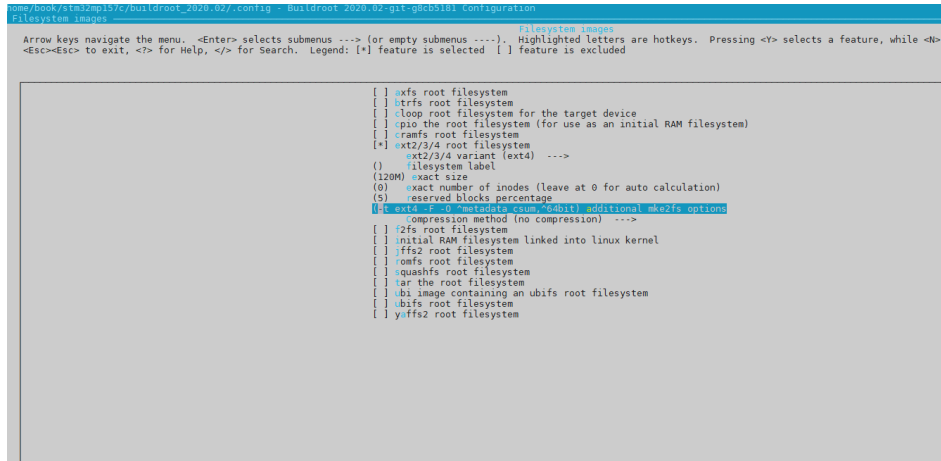 home/book/stm32mp157c/buildroot_2020.02/.config - Buildroot 2020.02-git-g8cb5181 Configuration
Filesystem images
Filesystem images
Arrow keys navigate the menu. <Enter> selects submenus ---> (or empty submenus ----). Highlighted letters are hotkeys. Pressing <Y> selects a feature, while <N>
<Esc><Esc> to exit, <?> for Help, </> for Search. Legend: [*] feature is selected [ ] feature is excluded
[ ] axfs root filesystem
[ ] btrfs root filesystem
[ ] cloop root filesystem for the target device
[ ] cpio the root filesystem (for use as an initial RAM filesystem)
[ ] cramfs root filesystem
[*] ext2/3/4 root filesystem
ext2/3/4 variant (ext4) --->
() filesystem label
(120M) exact size
(0) exact number of inodes (leave at 0 for auto calculation)
(5) reserved blocks percentage
(-t ext4 -F -O ^metadata_csum,^64bit) additional mke2fs options
Compression method (no compression) --->
[ ] f2fs root filesystem
[ ] initial RAM filesystem linked into linux kernel
[ ] jffs2 root filesystem
[ ] romfs root filesystem
[ ] squashfs root filesystem
[ ] tar the root filesystem
[ ] ubi image containing an ubifs root filesystem
[ ] ubifs root filesystem
[ ] yaffs2 root filesystem